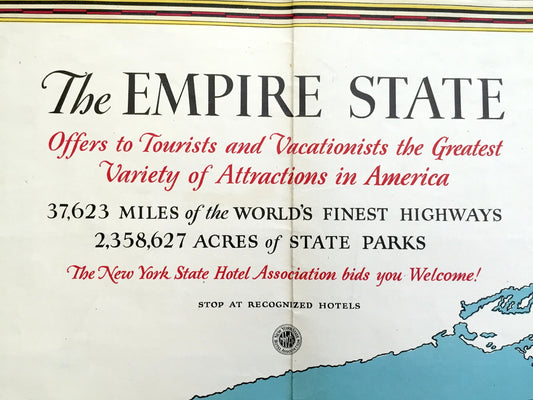 The EMPIRE STATE
Offers to Tourists and Vacationists the Greatest
Variety of Attractions in America
37,623 MILES of the WORLD'S FINEST HIGHWAYS
2,358,627 ACRES of STATE PARKS
The New York State Hotel Association bids you Welcome!
STOP AT RECOGNIZED HOTELS